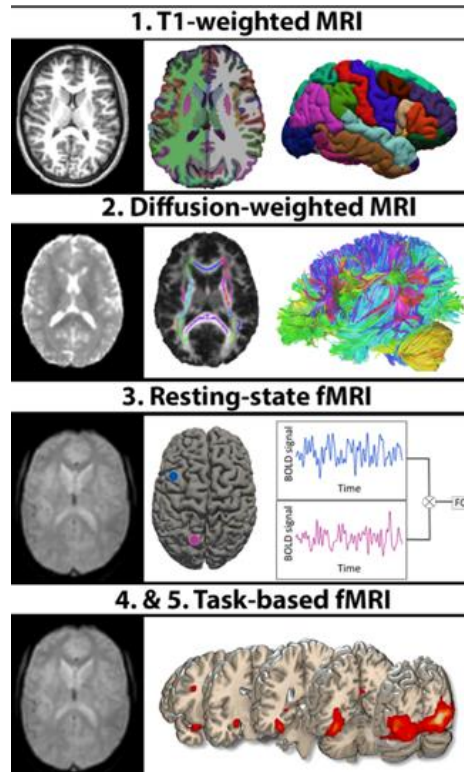 1. T1-weighted MRI
2. Diffusion-weighted MRI
3. Resting-state fMRI
BOLD signal
Time
BOLD signal
Time
FC
4. & 5. Task-based fMRI